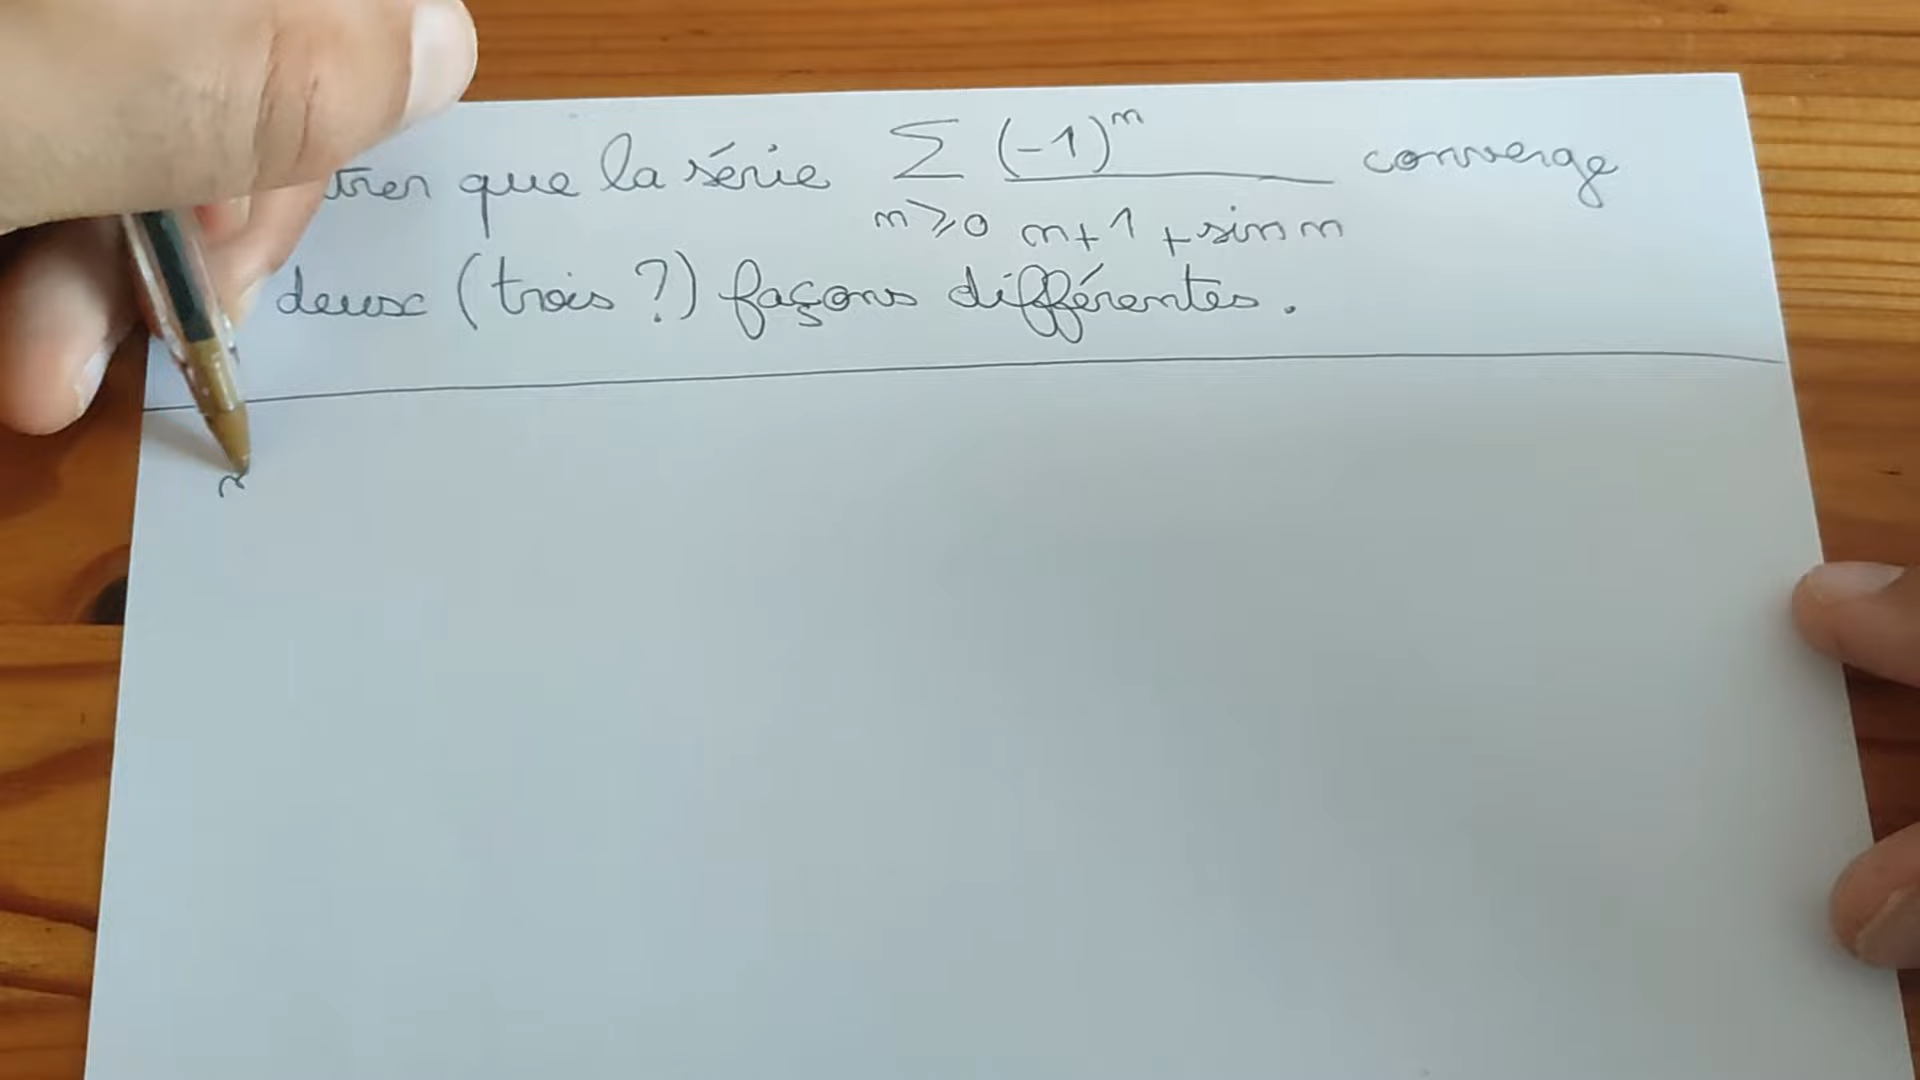 trer que la série ∑ (-1)^n / (n+1+sin n) converge
n≥0
deux (trois ?) façons différentes.